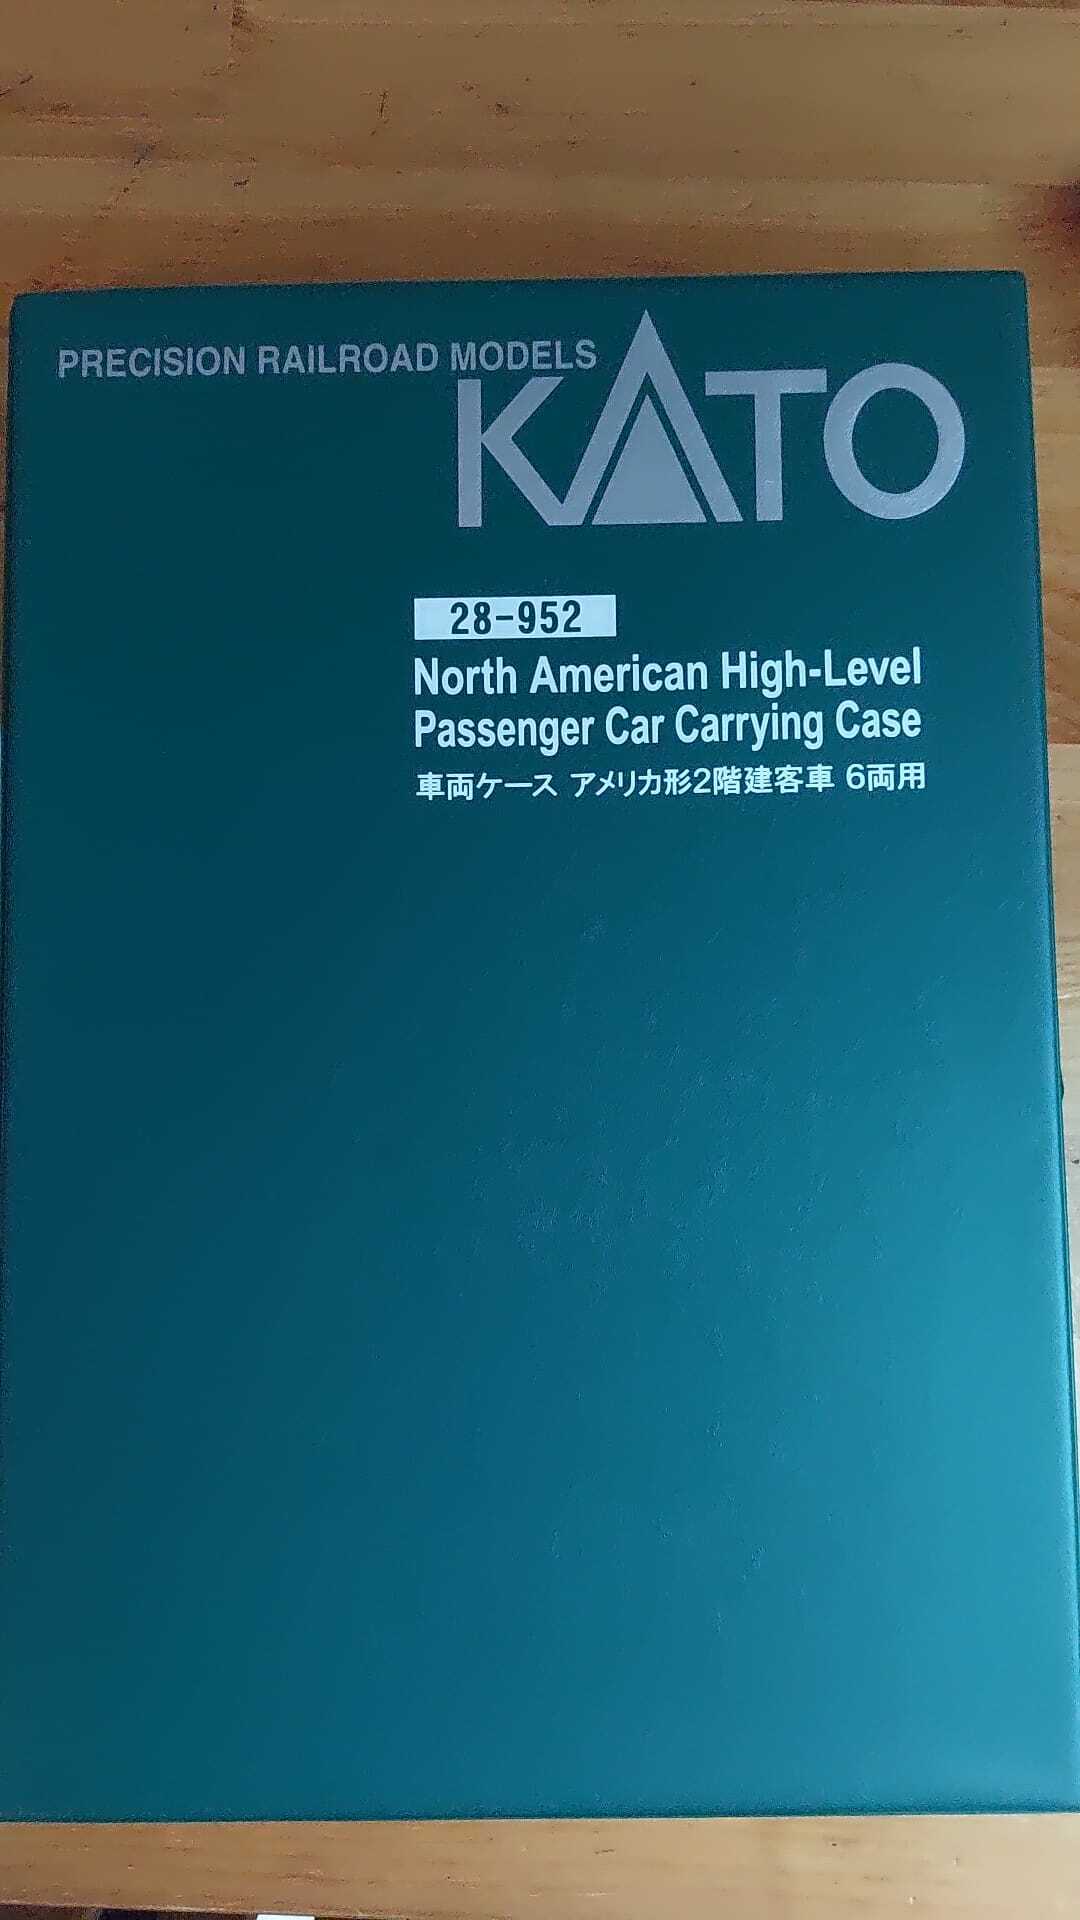 PRECISION RAILROAD MODELS
KATO
28-952
North American High-Level
Passenger Car Carrying Case
車両ケース アメリカ形2階建客車 6両用